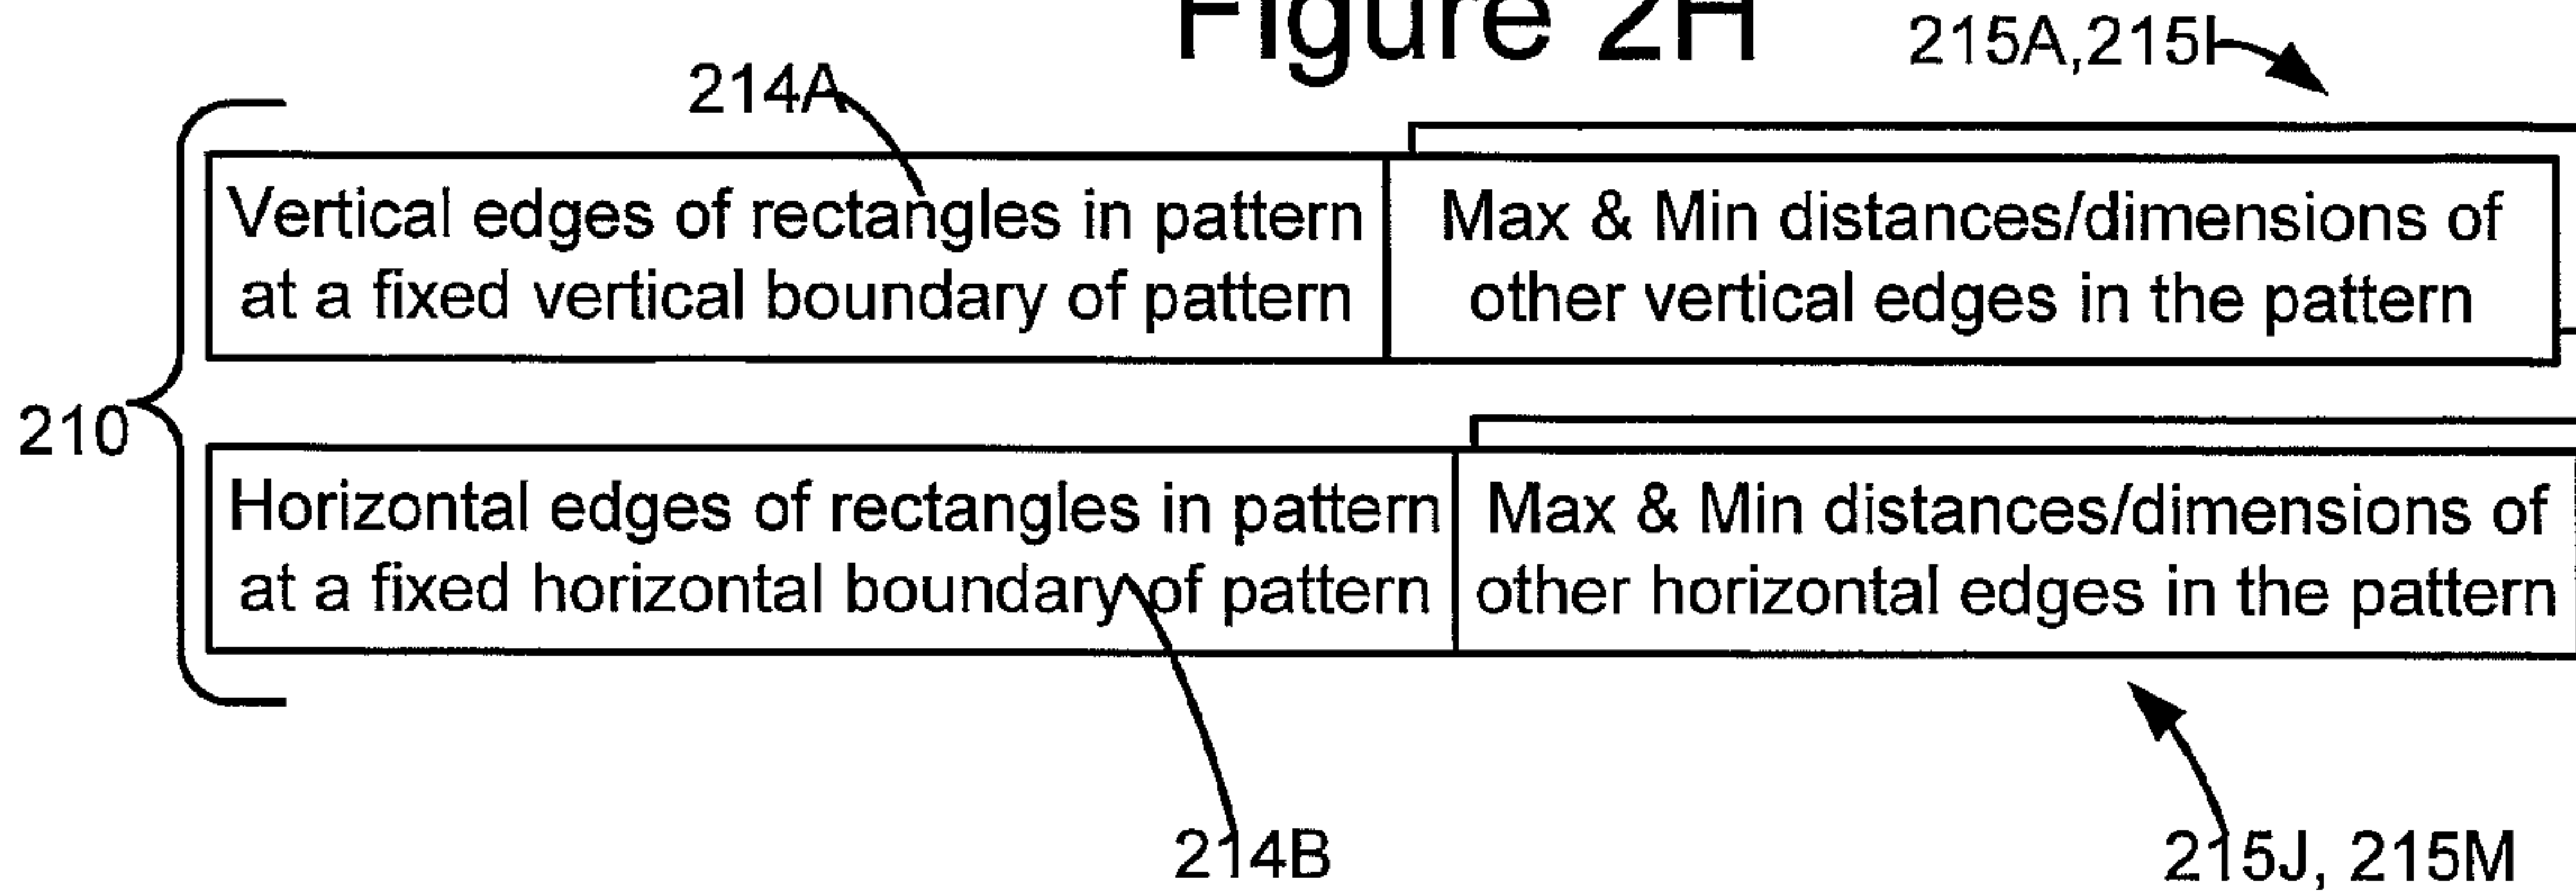 Figure 2H
215A,215I
214A
Vertical edges of rectangles in pattern
at a fixed vertical boundary of pattern
Max & Min distances/dimensions of
other vertical edges in the pattern
210
Horizontal edges of rectangles in pattern
at a fixed horizontal boundary of pattern
Max & Min distances/dimensions of
other horizontal edges in the pattern
214B
215J, 215M